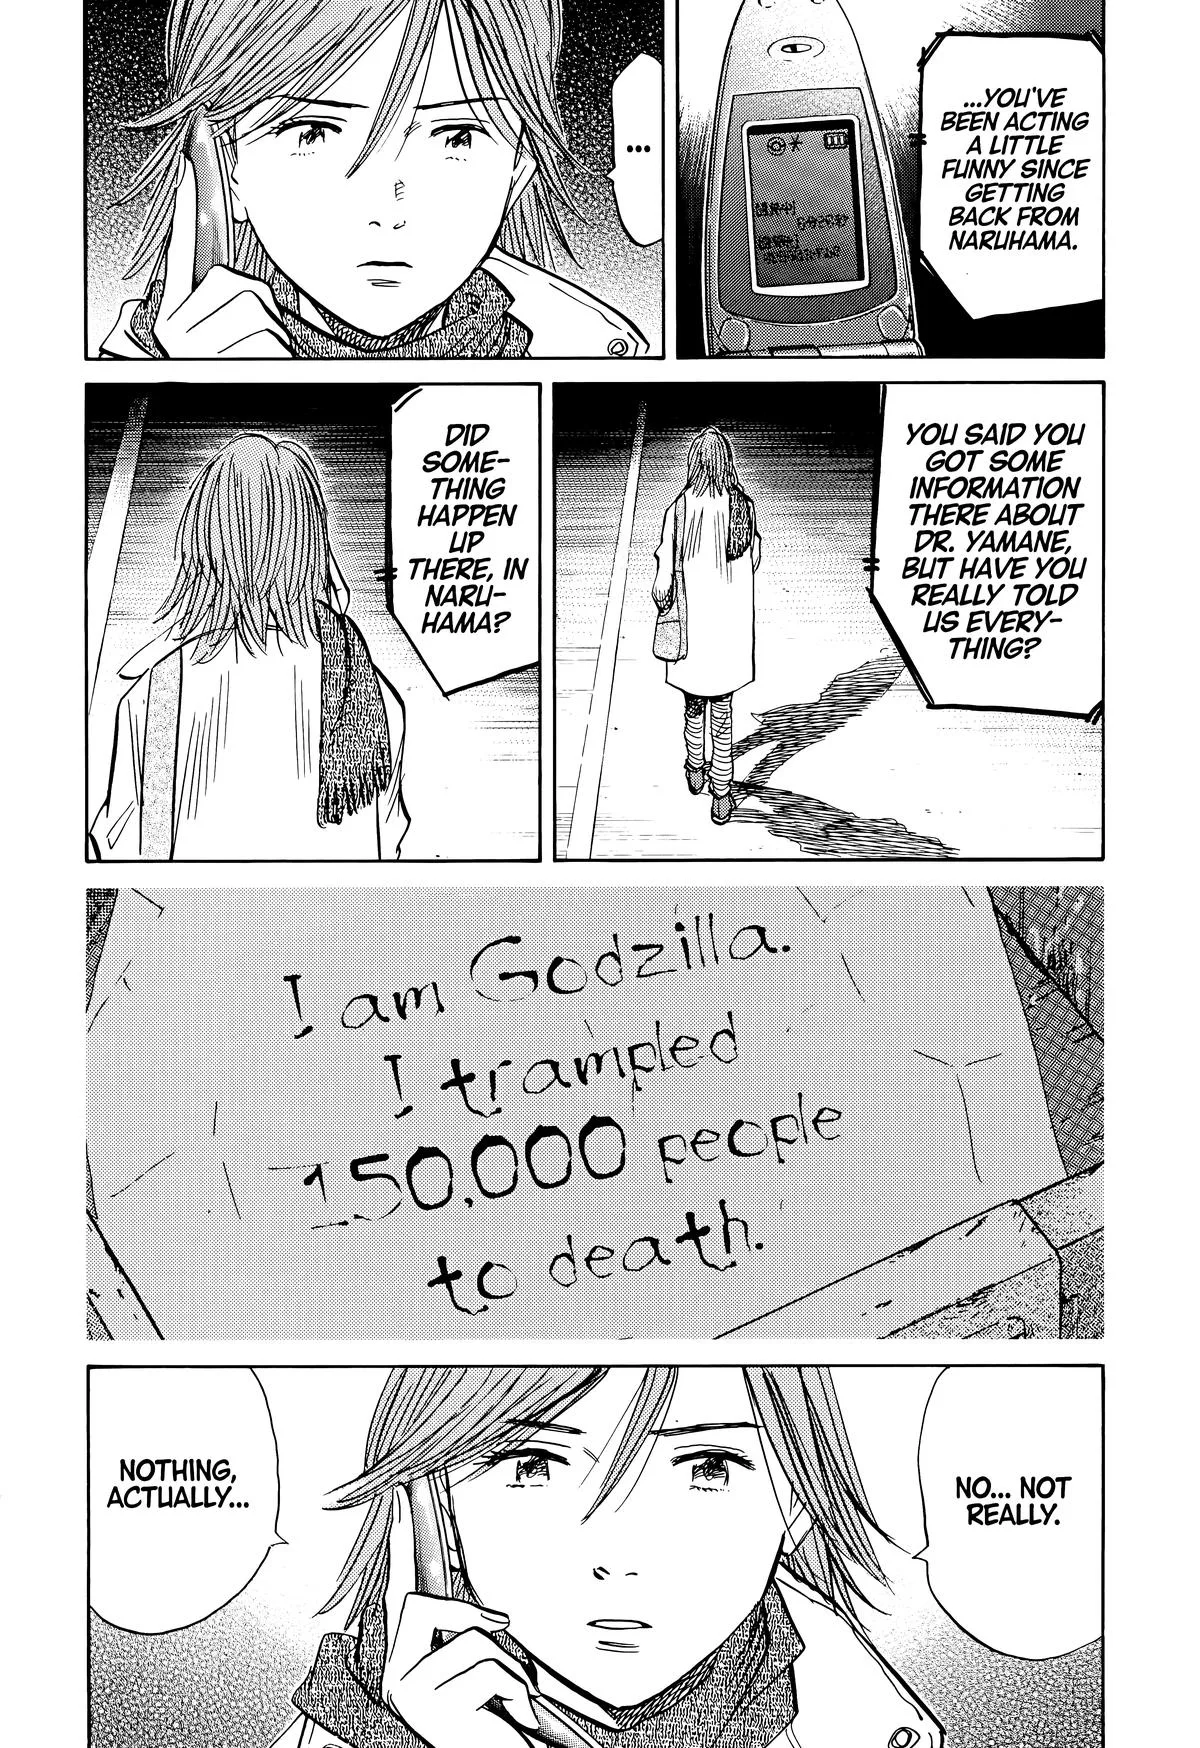 ...YOU'VE
BEEN ACTING
A LITTLE
FUNNY SINCE
GETTING
BACK FROM
NARUHAMA.
...
YOU SAID YOU
GOT SOME
INFORMATION
THERE ABOUT
DR. YAMANE,
BUT HAVE YOU
REALLY TOLD
US EVERY-
THING?
DID
SOME-
THING
HAPPEN
UP
THERE, IN
NARU-
HAMA?
I am Godzilla.
I trampled
150,000 people
to death.
NO... NOT
REALLY.
NOTHING,
ACTUALLY...